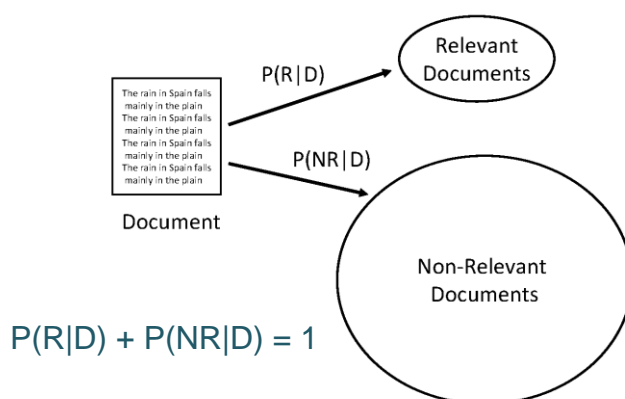 Relevant
Documents
P(R|D)
The rain in Spain falls
mainly in the plain
The rain in Spain falls
mainly in the plain
The rain in Spain falls
mainly in the plain
The rain in Spain falls
mainly in the plain
P(NR|D)
Document
Non-Relevant
Documents
P(R|D) + P(NR|D) = 1